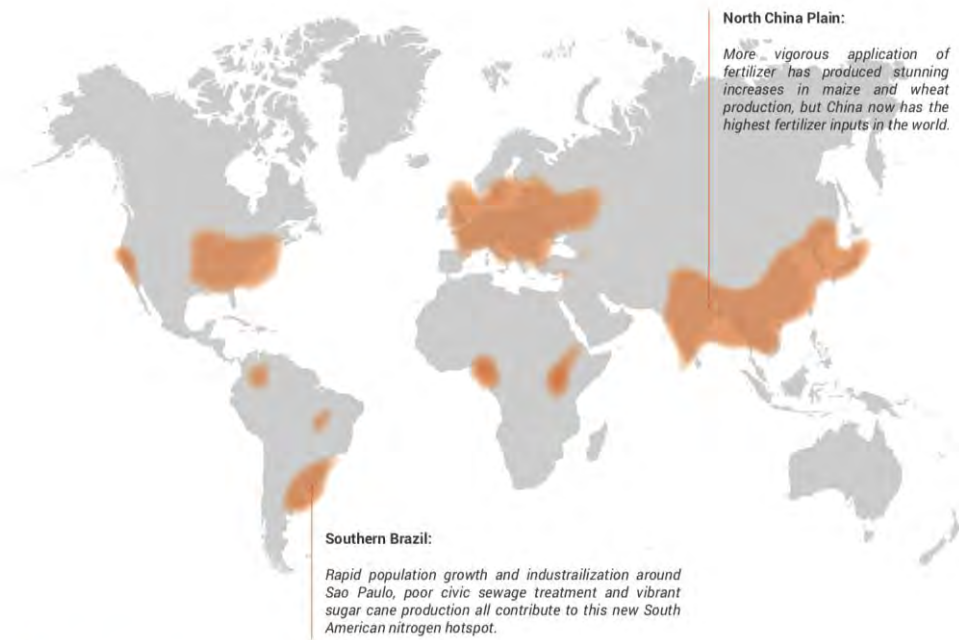 North China Plain:
More vigorous application of
fertilizer has produced stunning
increases in maize and wheat
production, but China now has the
highest fertilizer inputs in the world.
Southern Brazil:
Rapid population growth and industrailization around
Sao Paulo, poor civic sewage treatment and vibrant
sugar cane production all contribute to this new South
American nitrogen hotspot.